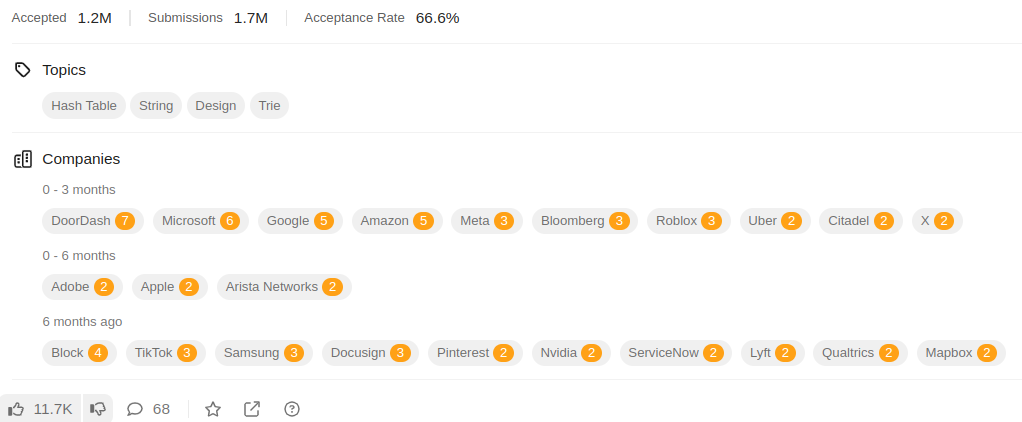 Accepted 1.2M Submissions 1.7M Acceptance Rate 66.6%
Topics
Hash Table String Design Trie
Companies
0 - 3 months
DoorDash 7 Microsoft 6 Google 5 Amazon 5 Meta 3 Bloomberg 3 Roblox 3 Uber 2 Citadel 2 X 2
0 - 6 months
Adobe 2 Apple 2 Arista Networks 2
6 months ago
Block 4 TikTok 3 Samsung 3 Docusign 3 Pinterest 2 Nvidia 2 ServiceNow 2 Lyft 2 Qualtrics 2 Mapbox 2
11.7K 68